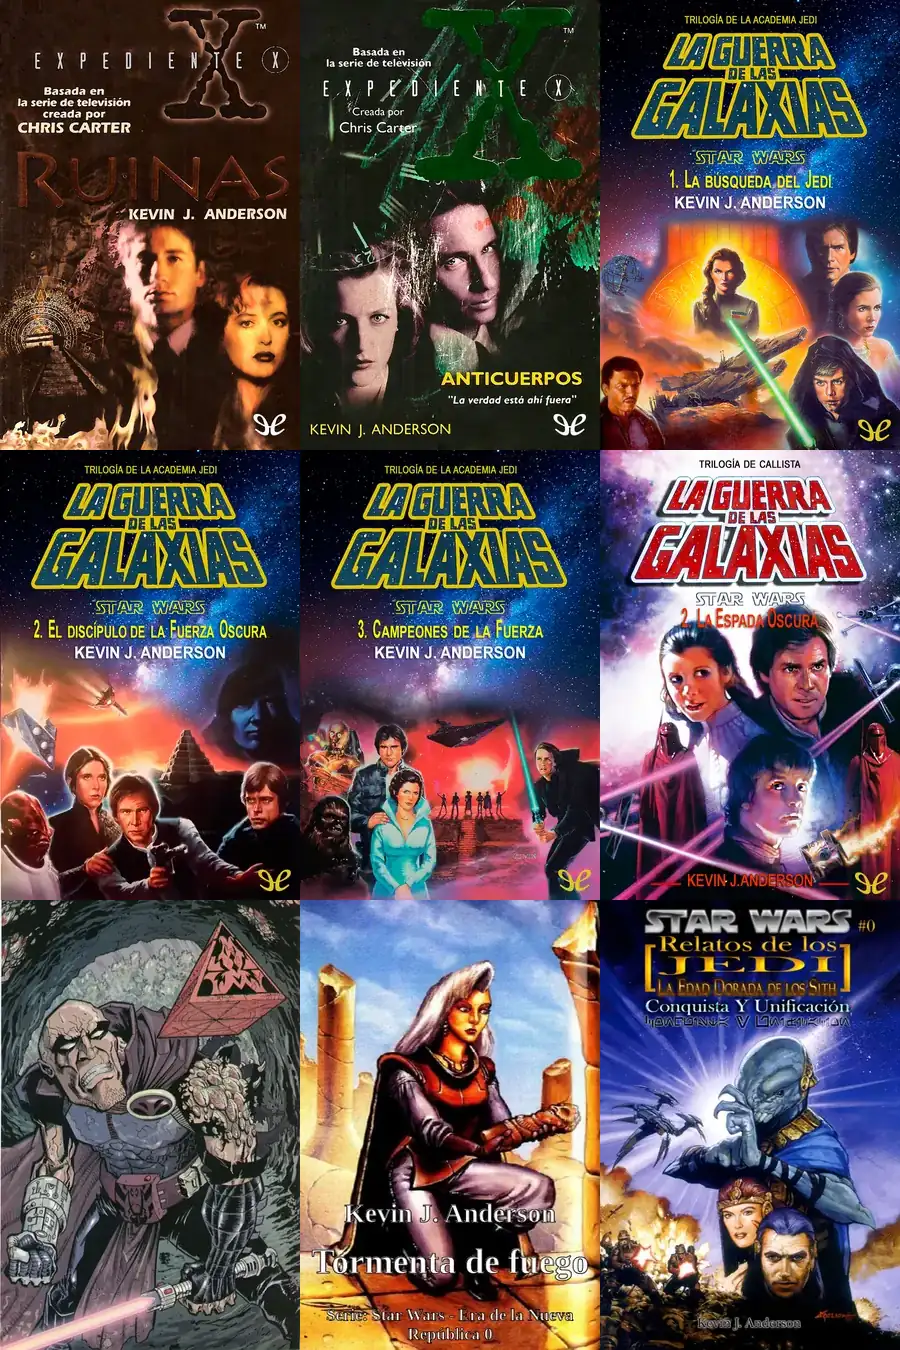 TM
EXPEDIENTE X
Basada en
la serie de televisión
creada por
CHRIS CARTER
RUINAS
KEVIN J. ANDERSON
Basada en
la serie de televisión
TM
EXPEDIENTE X
Creada por
Chris Carter
ANTICUERPOS
"La verdad está ahí fuera"
KEVIN J. ANDERSON
TRILOGÍA DE LA ACADEMIA JEDI
LA GUERRA
DE LAS
GALAXIAS
STAR WARS
1. LA BÚSQUEDA DEL JEDI
KEVIN J. ANDERSON
TRILOGÍA DE LA ACADEMIA JEDI
LA GUERRA
DE LAS
GALAXIAS
STAR WARS
2. EL DISCÍPULO DE LA FUERZA OSCURA
KEVIN J. ANDERSON
TRILOGÍA DE LA ACADEMIA JEDI
LA GUERRA
DE LAS
GALAXIAS
STAR WARS
3. CAMPEONES DE LA FUERZA
KEVIN J. ANDERSON
TRILOGÍA DE CALLISTA
LA GUERRA
DE LAS
GALAXIAS
STAR WARS
2. LA ESPADA OSCURA
KEVIN J. ANDERSON
Kevin J. Anderson
Tormenta de fuego
Serie: Star Wars - Era de la Nueva
República 0
STAR WARS #0
Relatos de los
JEDI
LA EDAD DORADA DE LOS SITH
Conquista Y Unificación
Kevin J. Anderson